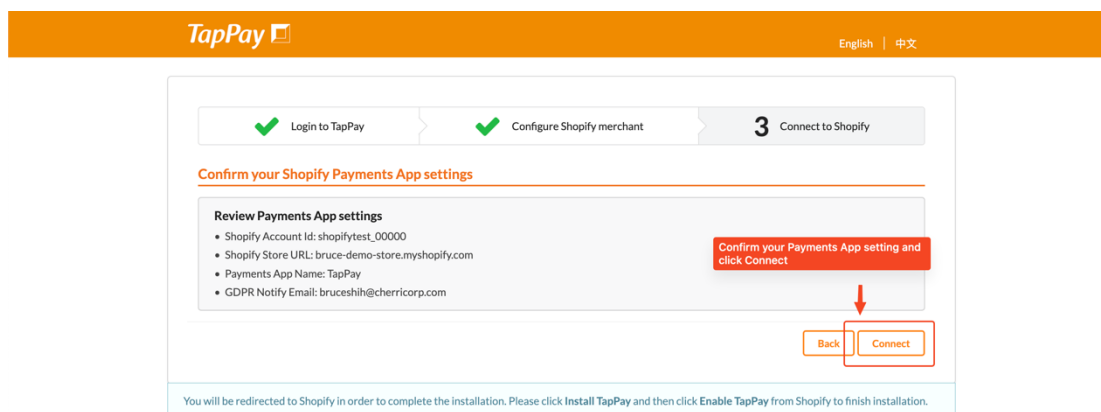 TapPay
English | 中文
Login to TapPay
Configure Shopify merchant
3 Connect to Shopify
Confirm your Shopify Payments App settings
Review Payments App settings
• Shopify Account Id: shopifytest_00000
• Shopify Store URL: bruce-demo-store.myshopify.com
• Payments App Name: TapPay
• GDPR Notify Email: bruceshih@cherricorp.com
Confirm your Payments App setting and
click Connect
Back
Connect
You will be redirected to Shopify in order to complete the installation. Please click Install TapPay and then click Enable TapPay from Shopify to finish installation.